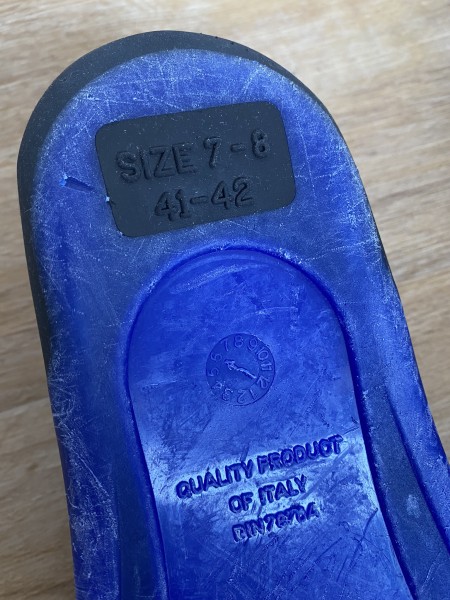 SIZE 7-8
41-42
QUALITY PRODUCT
OF ITALY